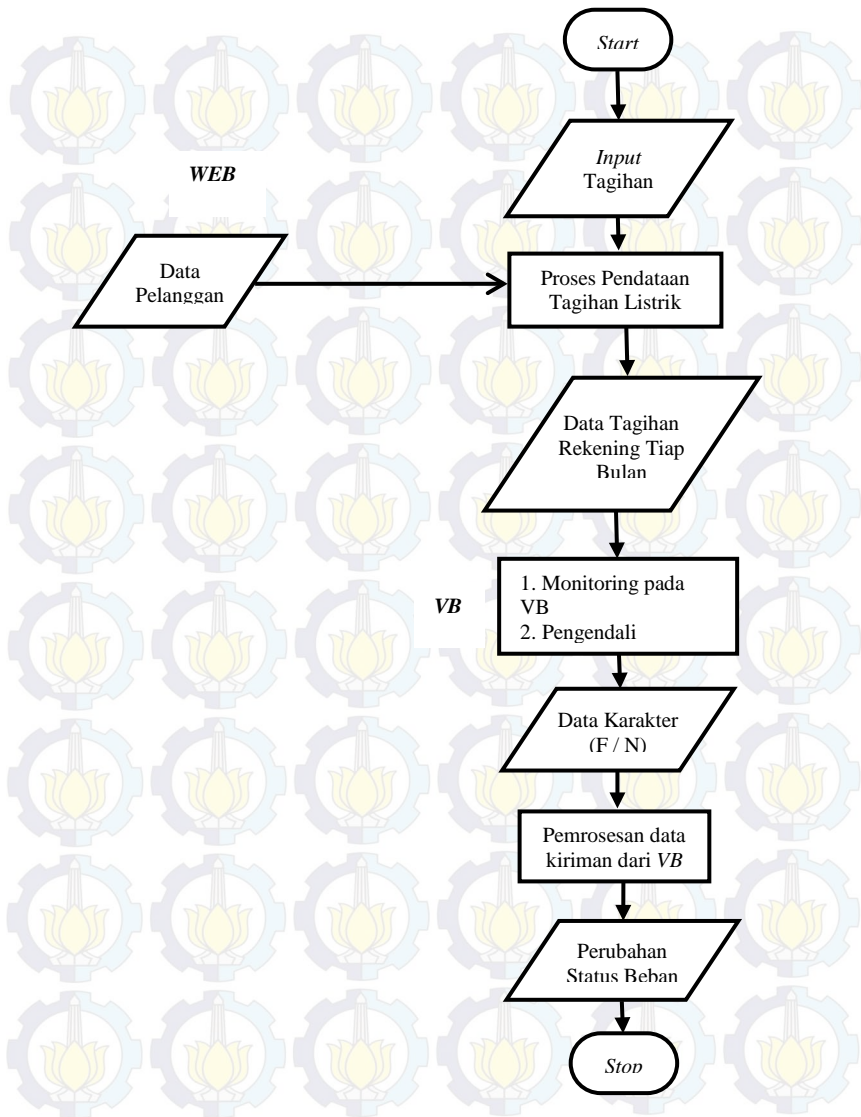 Start
Input
Tagihan
WEB
Data
Pelanggan
Proses Pendataan
Tagihan Listrik
Data Tagihan
Rekening Tiap
Bulan
VB
1. Monitoring pada
VB
2. Pengendali
Data Karakter
(F / N)
Pemrosesan data
kiriman dari VB
Perubahan
Status Beban
Stop